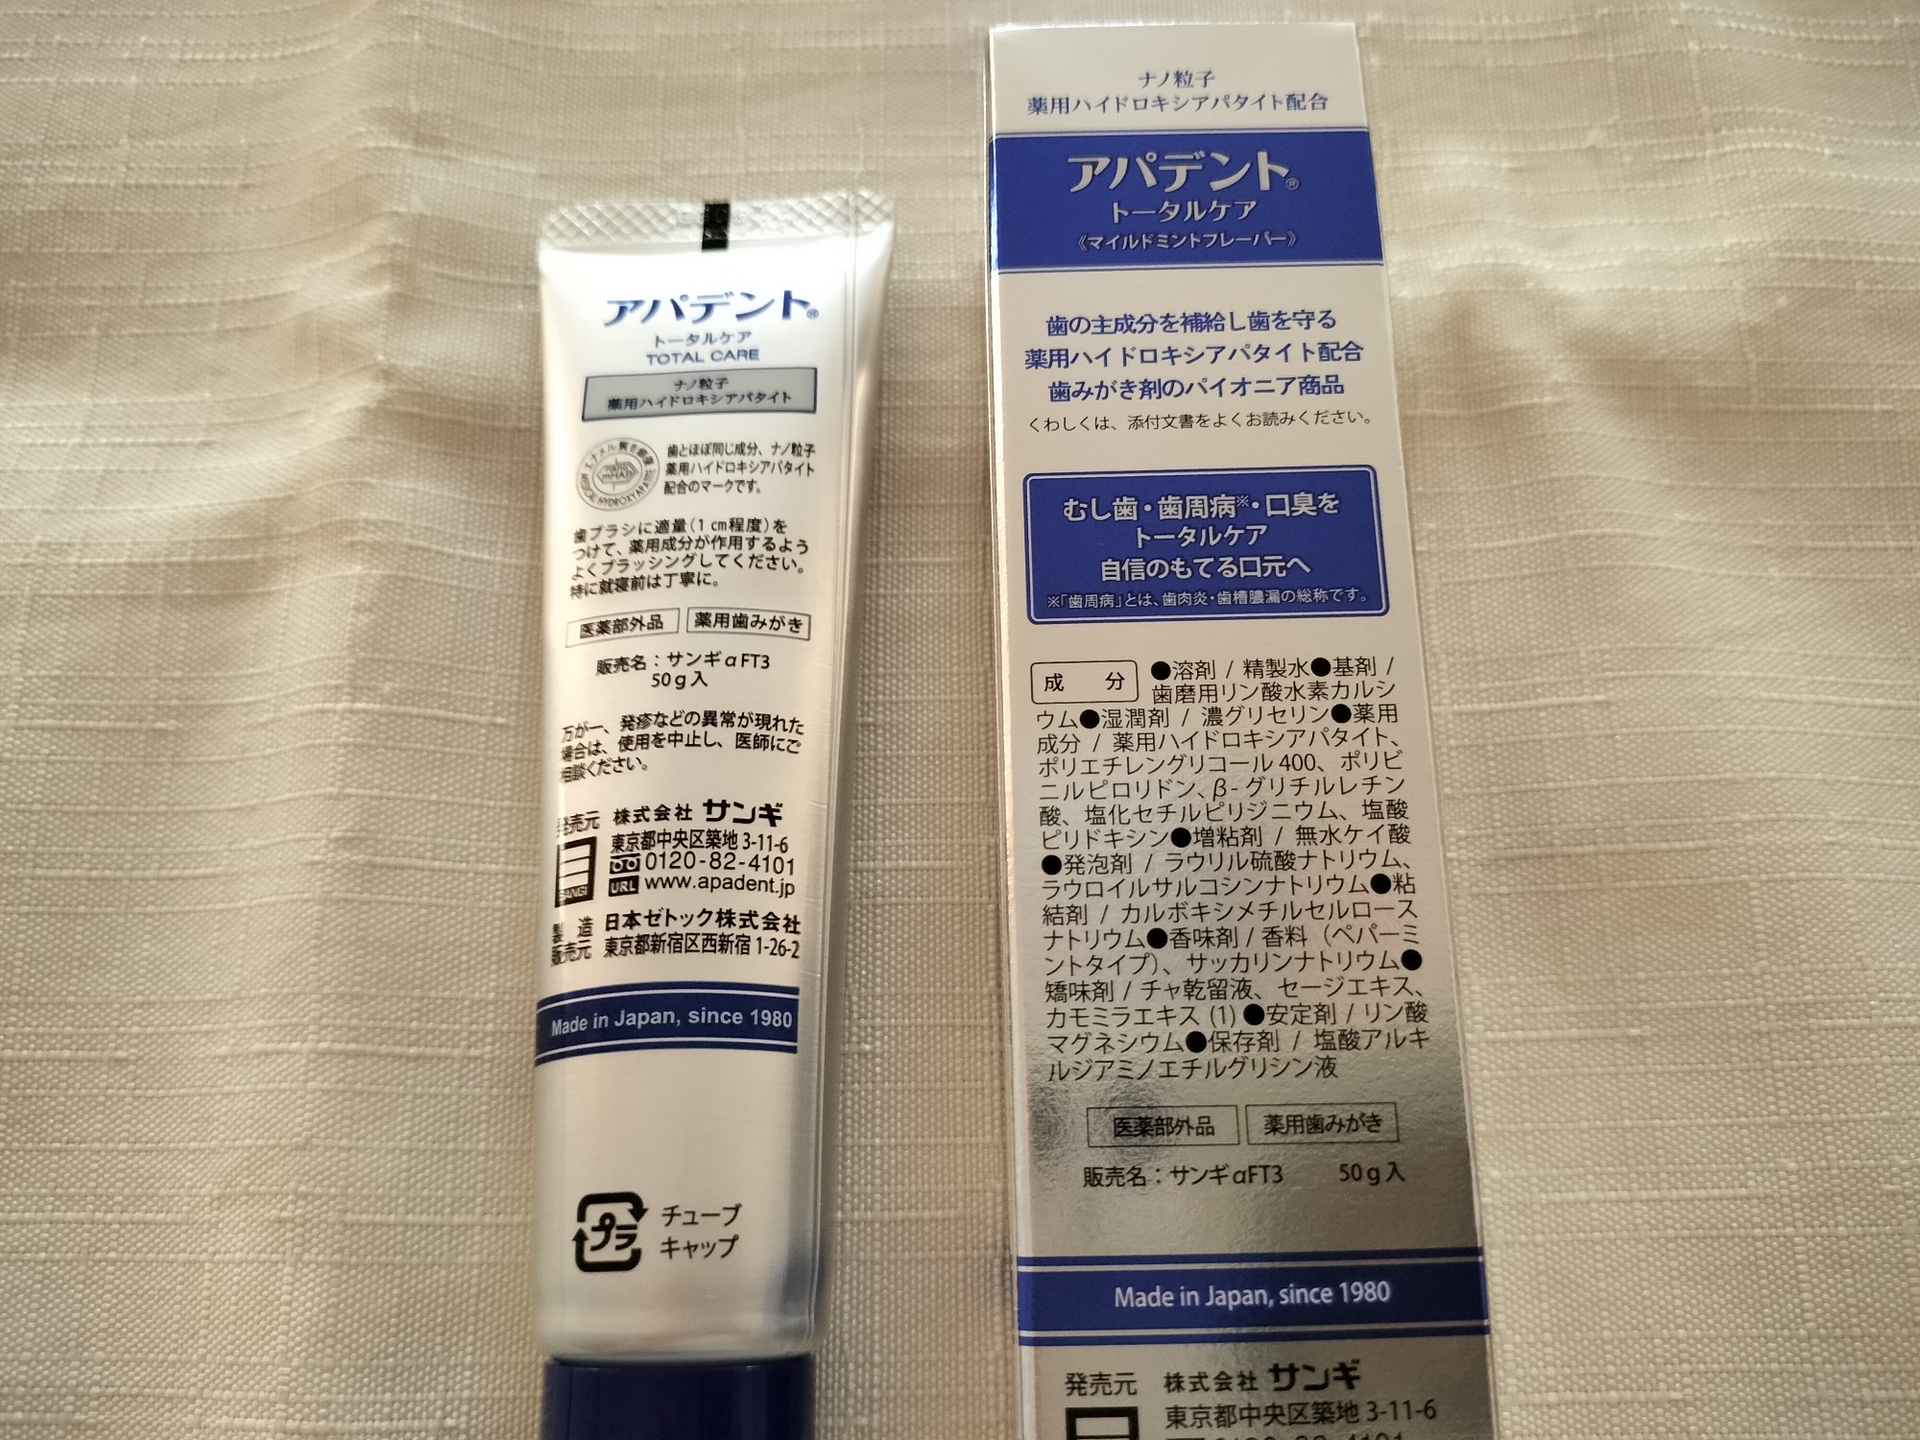 アパデント®
トータルケア
TOTAL CARE
ナノ粒子
薬用ハイドロキシアパタイト
エナメル質を修復
MEDICAL HYDROXYAPATITE
mHAP
歯とほぼ同じ成分、ナノ粒子
薬用ハイドロキシアパタイト
配合のマークです。
歯ブラシに適量(1㎝程度)を
つけて、薬用成分が作用するよう
よくブラッシングしてください。
特に就寝前は丁寧に。
医薬部外品 薬用歯みがき
販売名：サンギαFT3
50g入
万が一、発疹などの異常が現れた
場合は、使用を中止し、医師にご
相談ください。
発売元 株式会社 サンギ
東京都中央区築地 3-11-6
0120-82-4101
URL www.apadent.jp
SANGI
製造 日本ゼトック株式会社
販売元 東京都新宿区西新宿 1-26-2
Made in Japan, since 1980
プラ
チューブ
キャップ
ナノ粒子
薬用ハイドロキシアパタイト配合
アパデント®
トータルケア
《マイルドミントフレーバー》
歯の主成分を補給し歯を守る
薬用ハイドロキシアパタイト配合
歯みがき剤のパイオニア商品
くわしくは、添付文書をよくお読みください。
むし歯・歯周病※・口臭を
トータルケア
自信のもてる口元へ
※「歯周病」とは、歯肉炎・歯槽膿漏の総称です。
成 分 ●溶剤 / 精製水●基剤 /
歯磨用リン酸水素カルシ
ウム●湿潤剤 / 濃グリセリン●薬用
成分 / 薬用ハイドロキシアパタイト、
ポリエチレングリコール 400、ポリビ
ニルピロリドン、β-グリチルレチン
酸、塩化セチルピリジニウム、塩酸
ピリドキシン●増粘剤 / 無水ケイ酸
●発泡剤 / ラウリル硫酸ナトリウム、
ラウロイルサルコシンナトリウム●粘
結剤 / カルボキシメチルセルロース
ナトリウム●香味剤 / 香料（ペパーミ
ントタイプ）、サッカリンナトリウム●
矯味剤 / チャ乾留液、セージエキス、
カモミラエキス (1) ●安定剤 / リン酸
マグネシウム●保存剤 / 塩酸アルキ
ルジアミノエチルグリシン液
医薬部外品 薬用歯みがき
販売名：サンギαFT3 50g入
Made in Japan, since 1980
発売元 株式会社 サンギ
東京都中央区築地 3-11-6